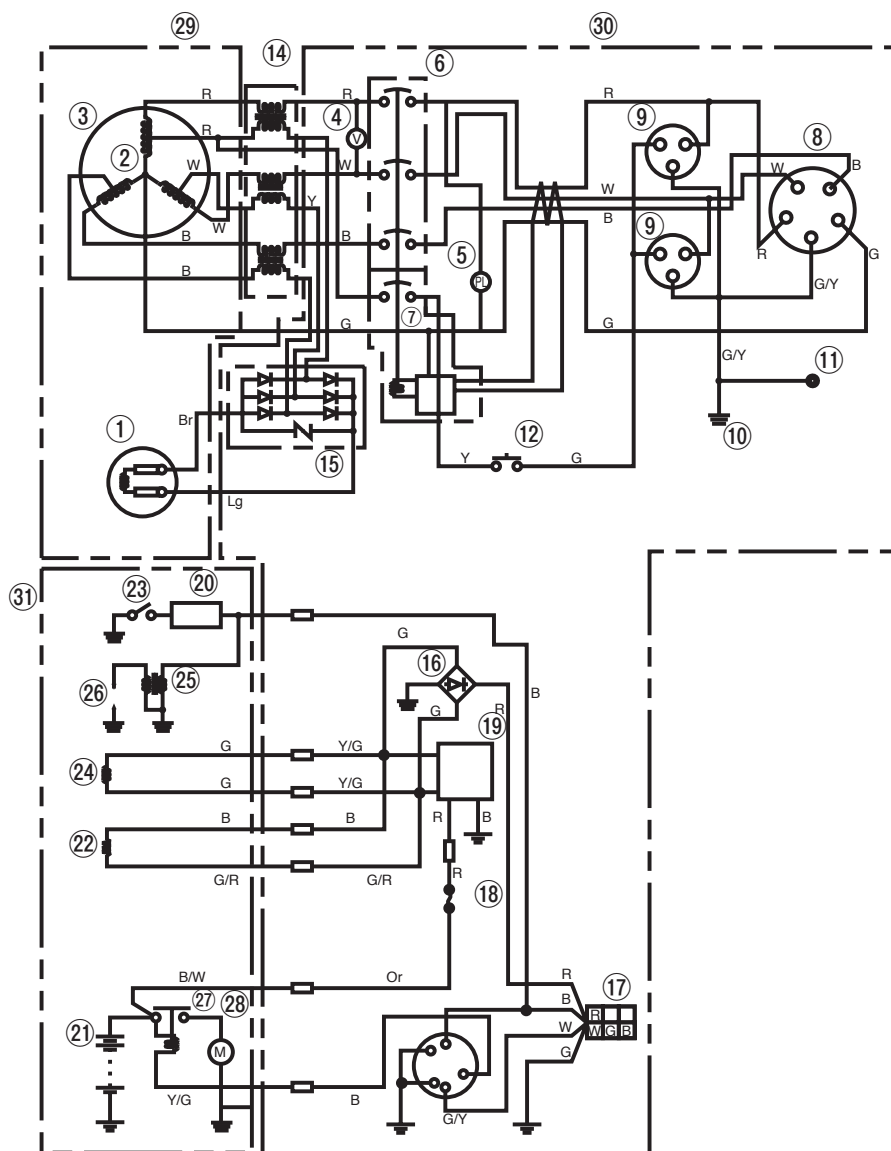 29
14
30
6
R
R
R
3
4
9
8
R
V
2
W
W
W
B
Y
W
W
B
9
B
B
5
R
G
B
PL
G/Y
7
G
G
G/Y
11
Br
1
12
10
15
Y
G
Lg
31
23
20
G
16
B
26
25
G
R
19
G
Y/G
24
G
Y/G
B
B
R
B
22
G/R
G/R
R
18
B/W
Or
R
17
27
28
B
R
21
W
W
G
B
M
G
Y/G
B
G/Y